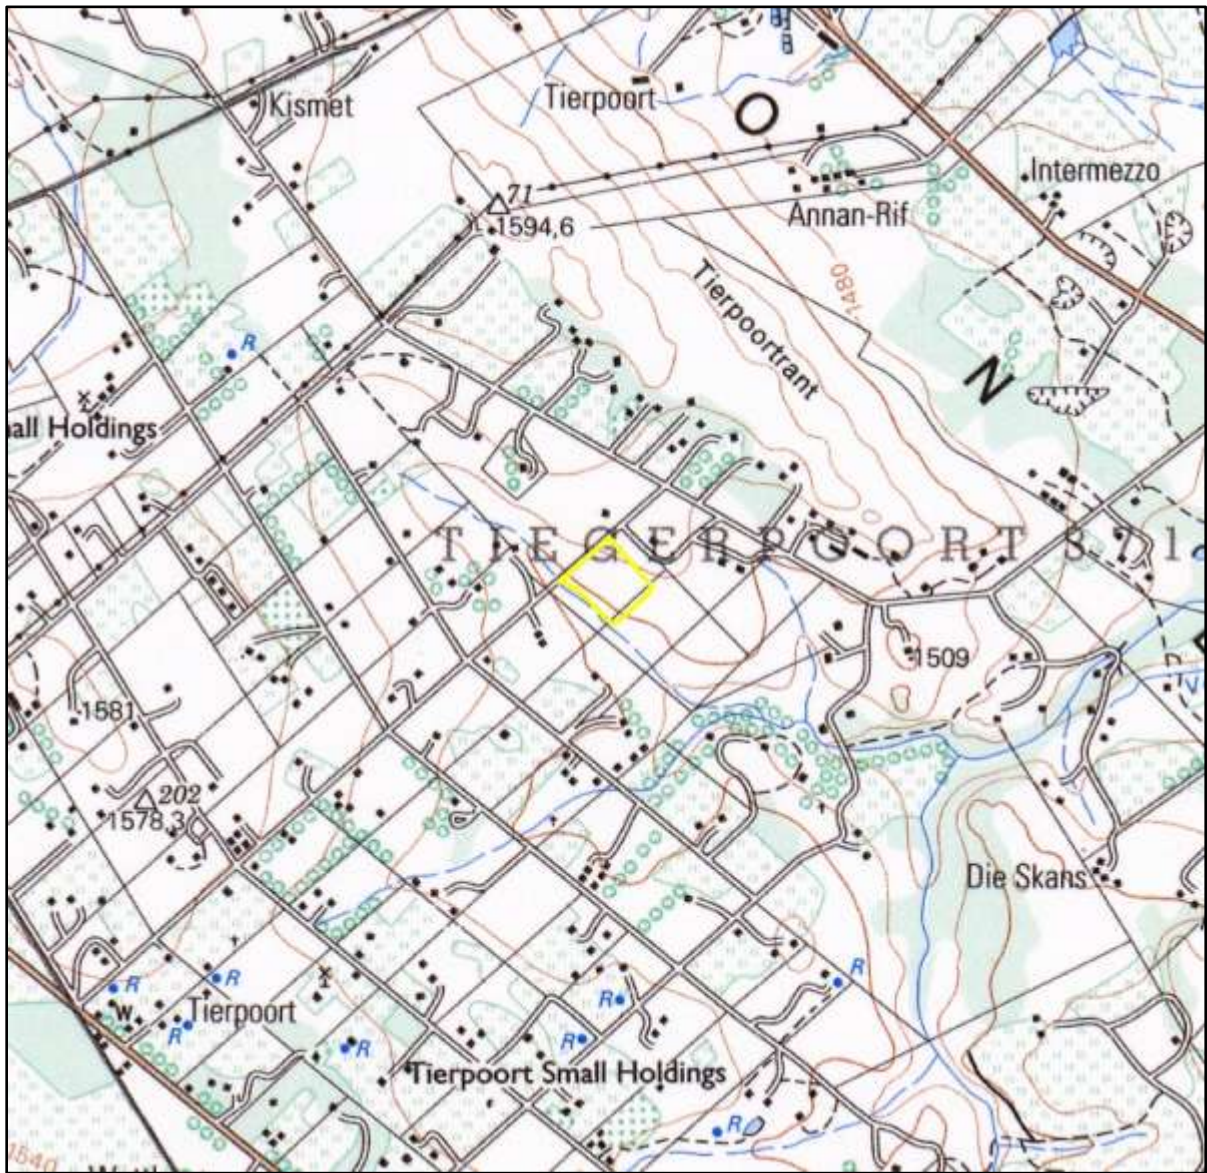 Kismet
Tierpoort
O
Intermezzo
71
1594,6
Annan-Rif
Tierpoortrant
1480
R
N
all Holdings
TIEGERPOORT 371
1509
1581
202
1578,3
Die Skans
R
R
R
Tierpoort
W
R
R
R
R
Tierpoort Small Holdings
R
1540